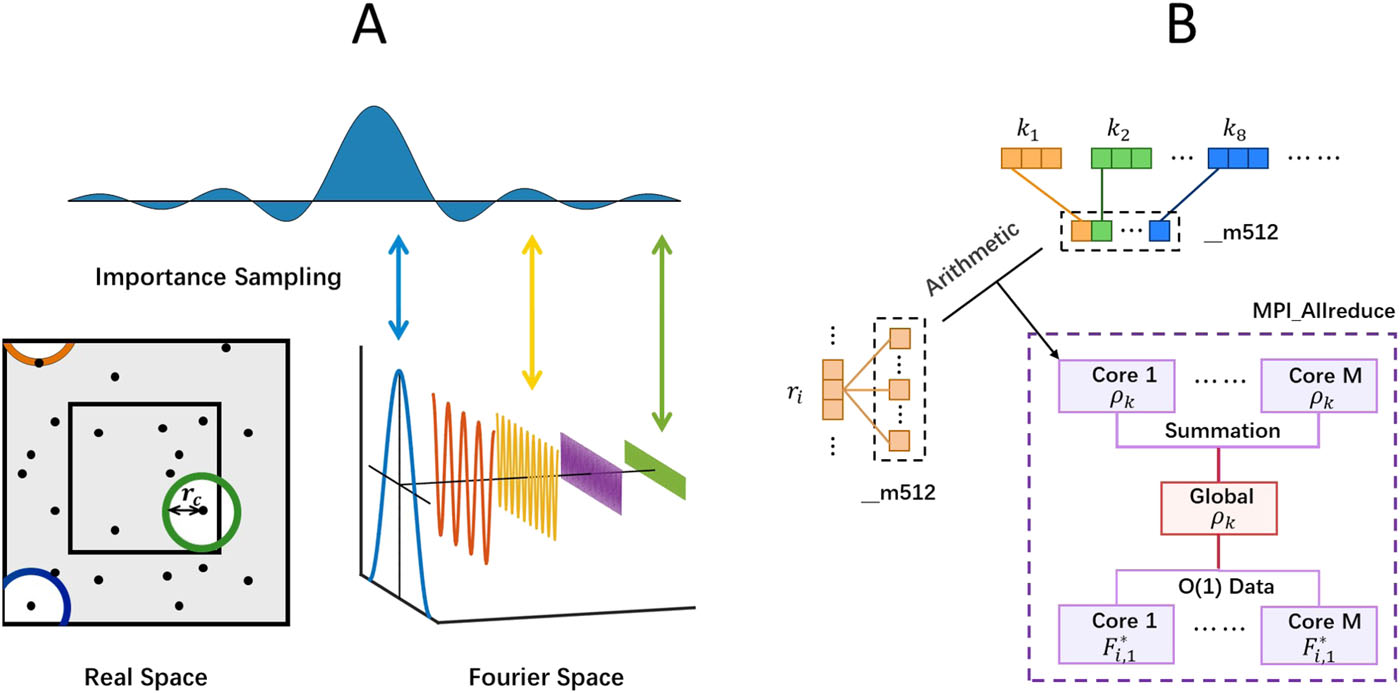 A
Importance Sampling
r_c
Real Space
Fourier Space
B
k_1 k_2 ... k_8 ... ...
... __m512
Arithmetic
MPI_Allreduce
r_i
__m512
Core 1 ... ... Core M
ρ_k ρ_k
Summation
Global
ρ_k
O(1) Data
Core 1 ... ... Core M
F^*_{i,1} F^*_{i,1}